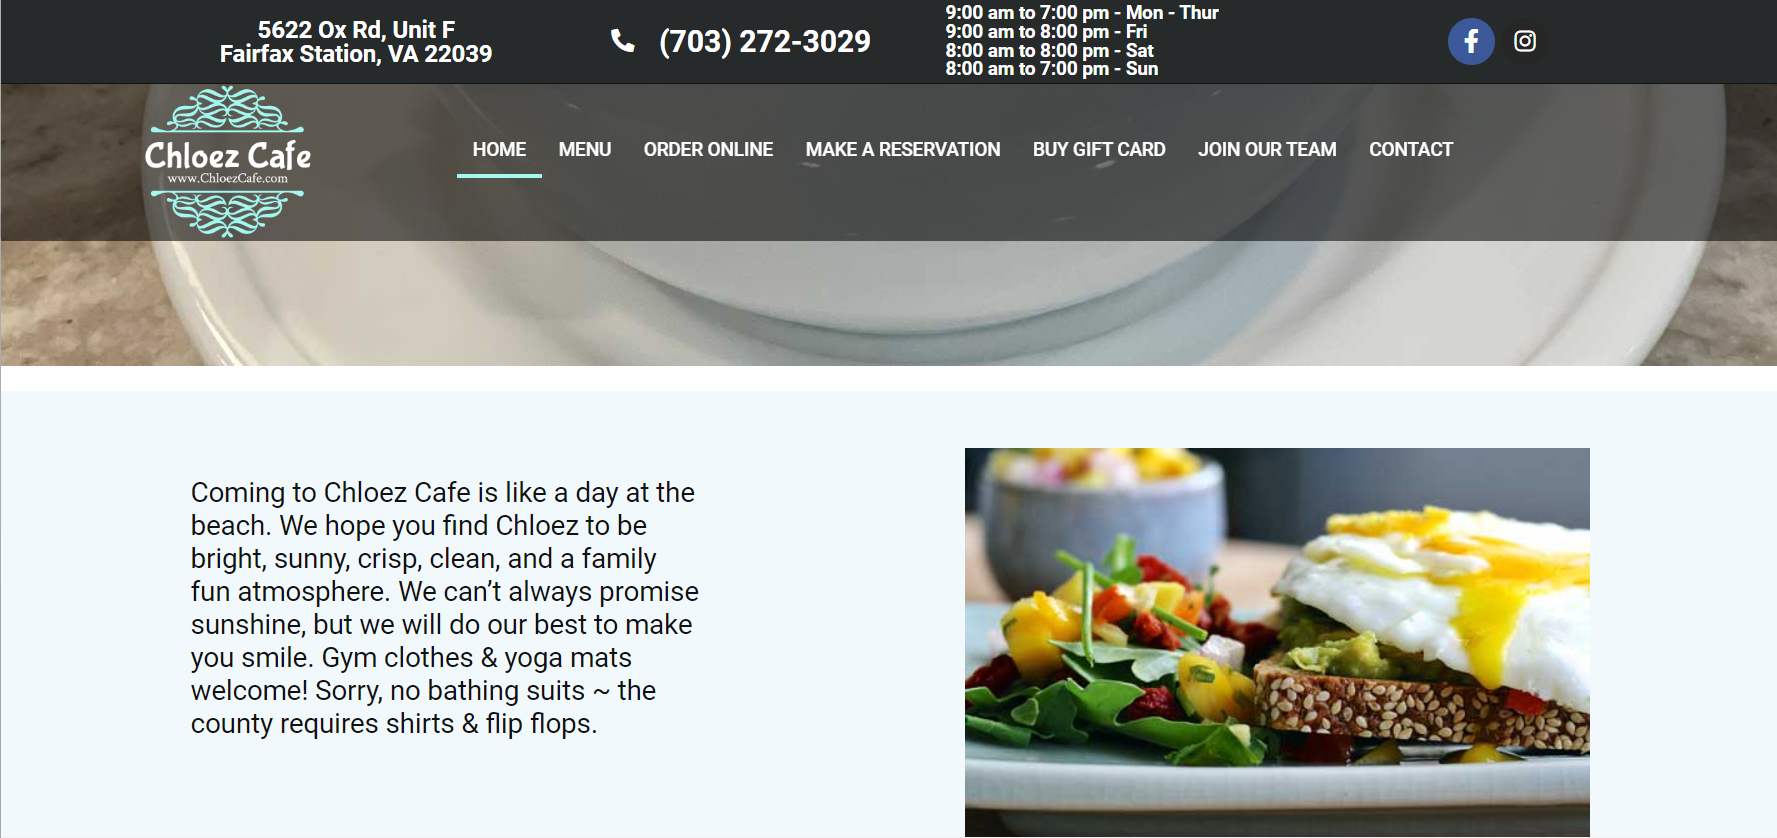 5622 Ox Rd, Unit F
Fairfax Station, VA 22039
(703) 272-3029
9:00 am to 7:00 pm - Mon - Thur
9:00 am to 8:00 pm - Fri
8:00 am to 8:00 pm - Sat
8:00 am to 7:00 pm - Sun
Chloez Cafe
www.ChloezCafe.com
HOME MENU ORDER ONLINE MAKE A RESERVATION BUY GIFT CARD JOIN OUR TEAM CONTACT
Coming to Chloez Cafe is like a day at the
beach. We hope you find Chloez to be
bright, sunny, crisp, clean, and a family
fun atmosphere. We can’t always promise
sunshine, but we will do our best to make
you smile. Gym clothes & yoga mats
welcome! Sorry, no bathing suits ~ the
county requires shirts & flip flops.